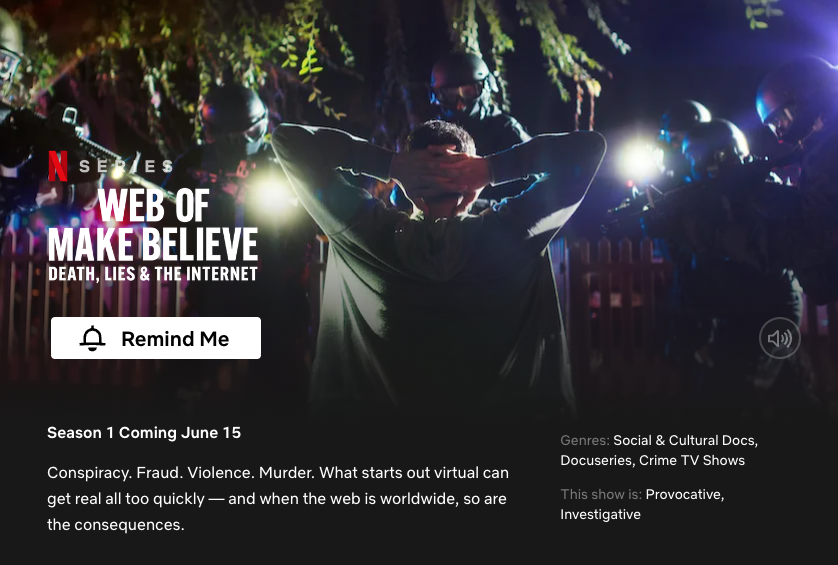 N SERIES
WEB OF
MAKE BELIEVE
DEATH, LIES & THE INTERNET
Remind Me
Season 1 Coming June 15
Conspiracy. Fraud. Violence. Murder. What starts out virtual can
get real all too quickly — and when the web is worldwide, so are
the consequences.
Genres: Social & Cultural Docs,
Docuseries, Crime TV Shows
This show is: Provocative,
Investigative